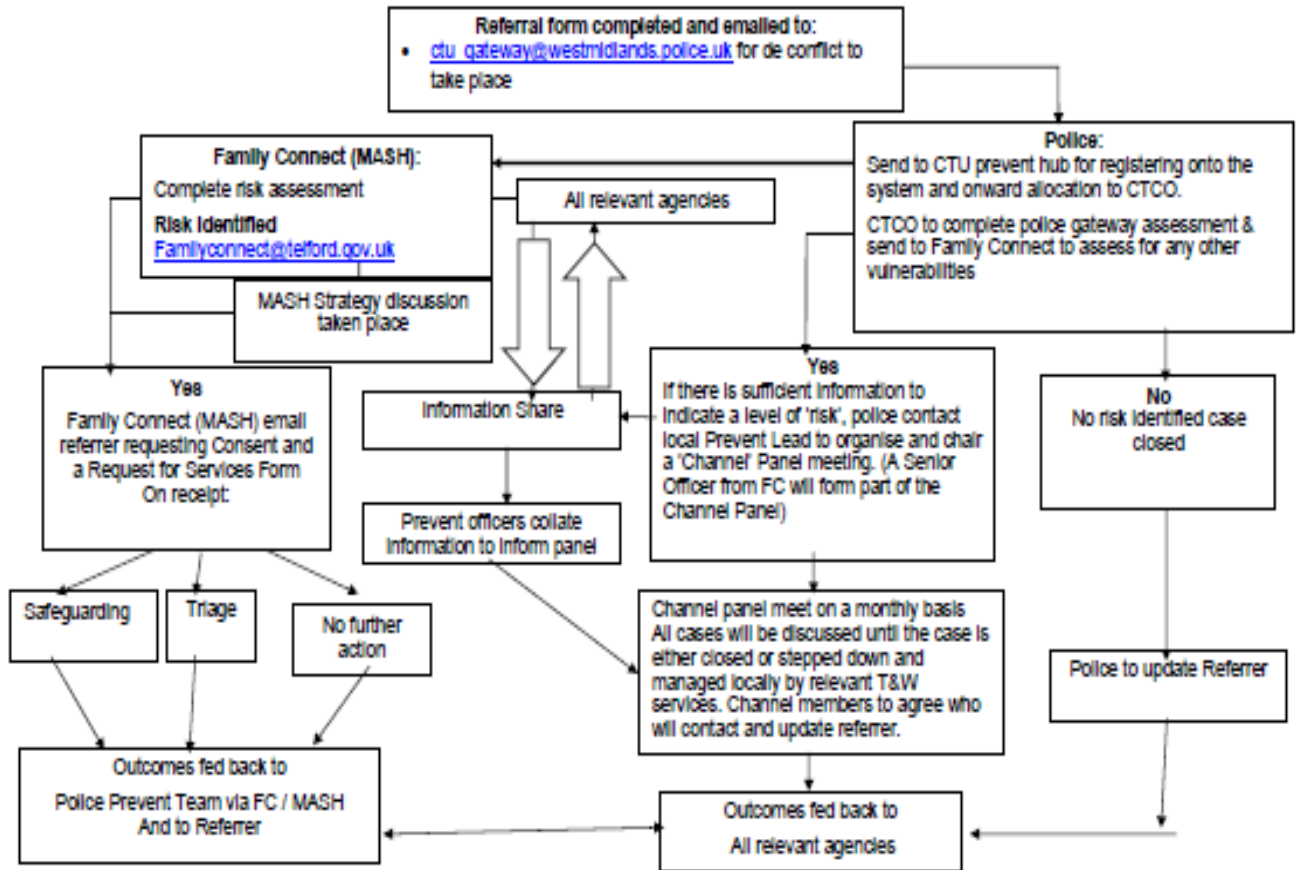 Referral form completed and emailed to:
• ctu_gateway@westmidlands.police.uk for de conflict to
take place
Family Connect (MASH):
Complete risk assessment
Risk Identified
Familyconnect@telford.gov.uk
All relevant agencies
Police:
Send to CTU prevent hub for registering onto the
system and onward allocation to CTCO.
CTCO to complete police gateway assessment &
send to Family Connect to assess for any other
vulnerabilities
MASH Strategy discussion
taken place
Yes
Family Connect (MASH) email
referrer requesting Consent and
a Request for Services Form
On receipt:
Information Share
Yes
If there is sufficient information to
indicate a level of 'risk', police contact
local Prevent Lead to organise and chair
a 'Channel' Panel meeting. (A Senior
Officer from FC will form part of the
Channel Panel)
No
No risk identified case
closed
Prevent officers collate
information to inform panel
Safeguarding
Triage
No further
action
Channel panel meet on a monthly basis
All cases will be discussed until the case is
either closed or stepped down and
managed locally by relevant T&W
services. Channel members to agree who
will contact and update referrer.
Police to update Referrer
Outcomes fed back to
Police Prevent Team via FC / MASH
And to Referrer
Outcomes fed back to
All relevant agencies